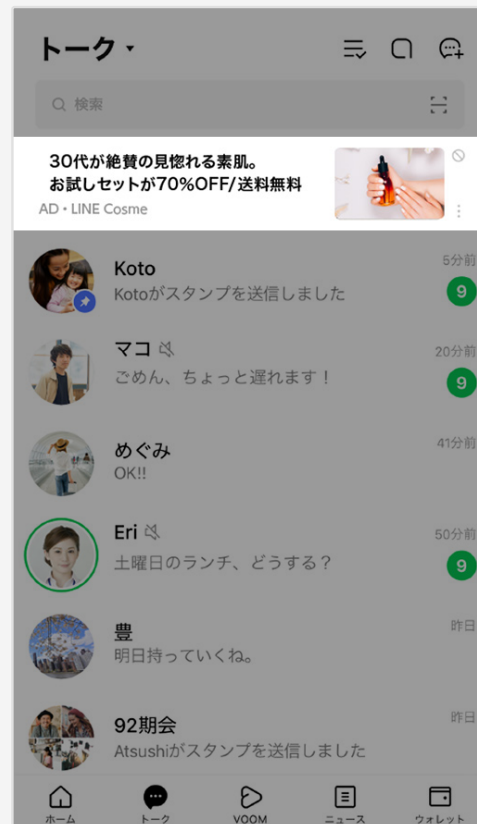 トーク
検索
30代が絶賛の見惚れる素肌。
お試しセットが70%OFF/送料無料
AD・LINE Cosme
Koto
5分前
Kotoがスタンプを送信しました
9
マコ
20分前
ごめん、ちょっと遅れます！
9
めぐみ
41分前
OK!!
Eri
50分前
土曜日のランチ、どうする？
9
豊
昨日
明日持っていくね。
92期会
昨日
Atsushiがスタンプを送信しました
ホーム
トーク
VOOM
ニュース
ウォレット